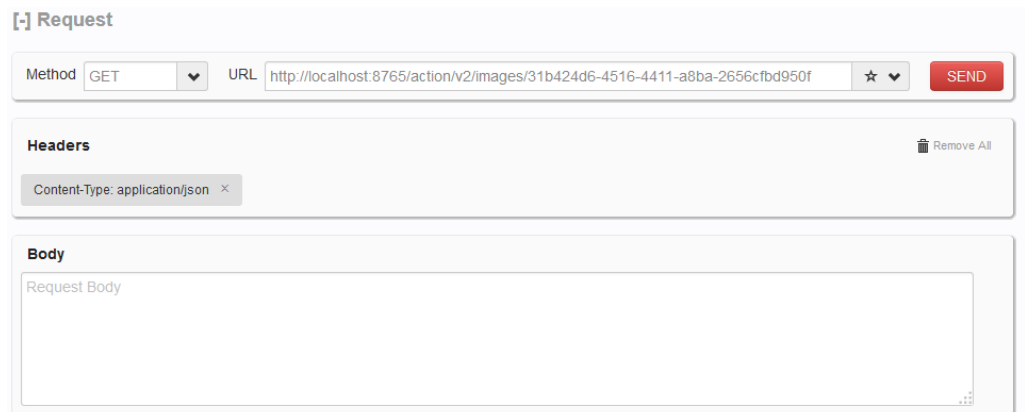 [-] Request
Method GET URL http://localhost:8765/action/v2/images/31b424d6-4516-4411-a8ba-2656cfbd950f SEND
Headers Remove All
Content-Type: application/json ×
Body
Request Body